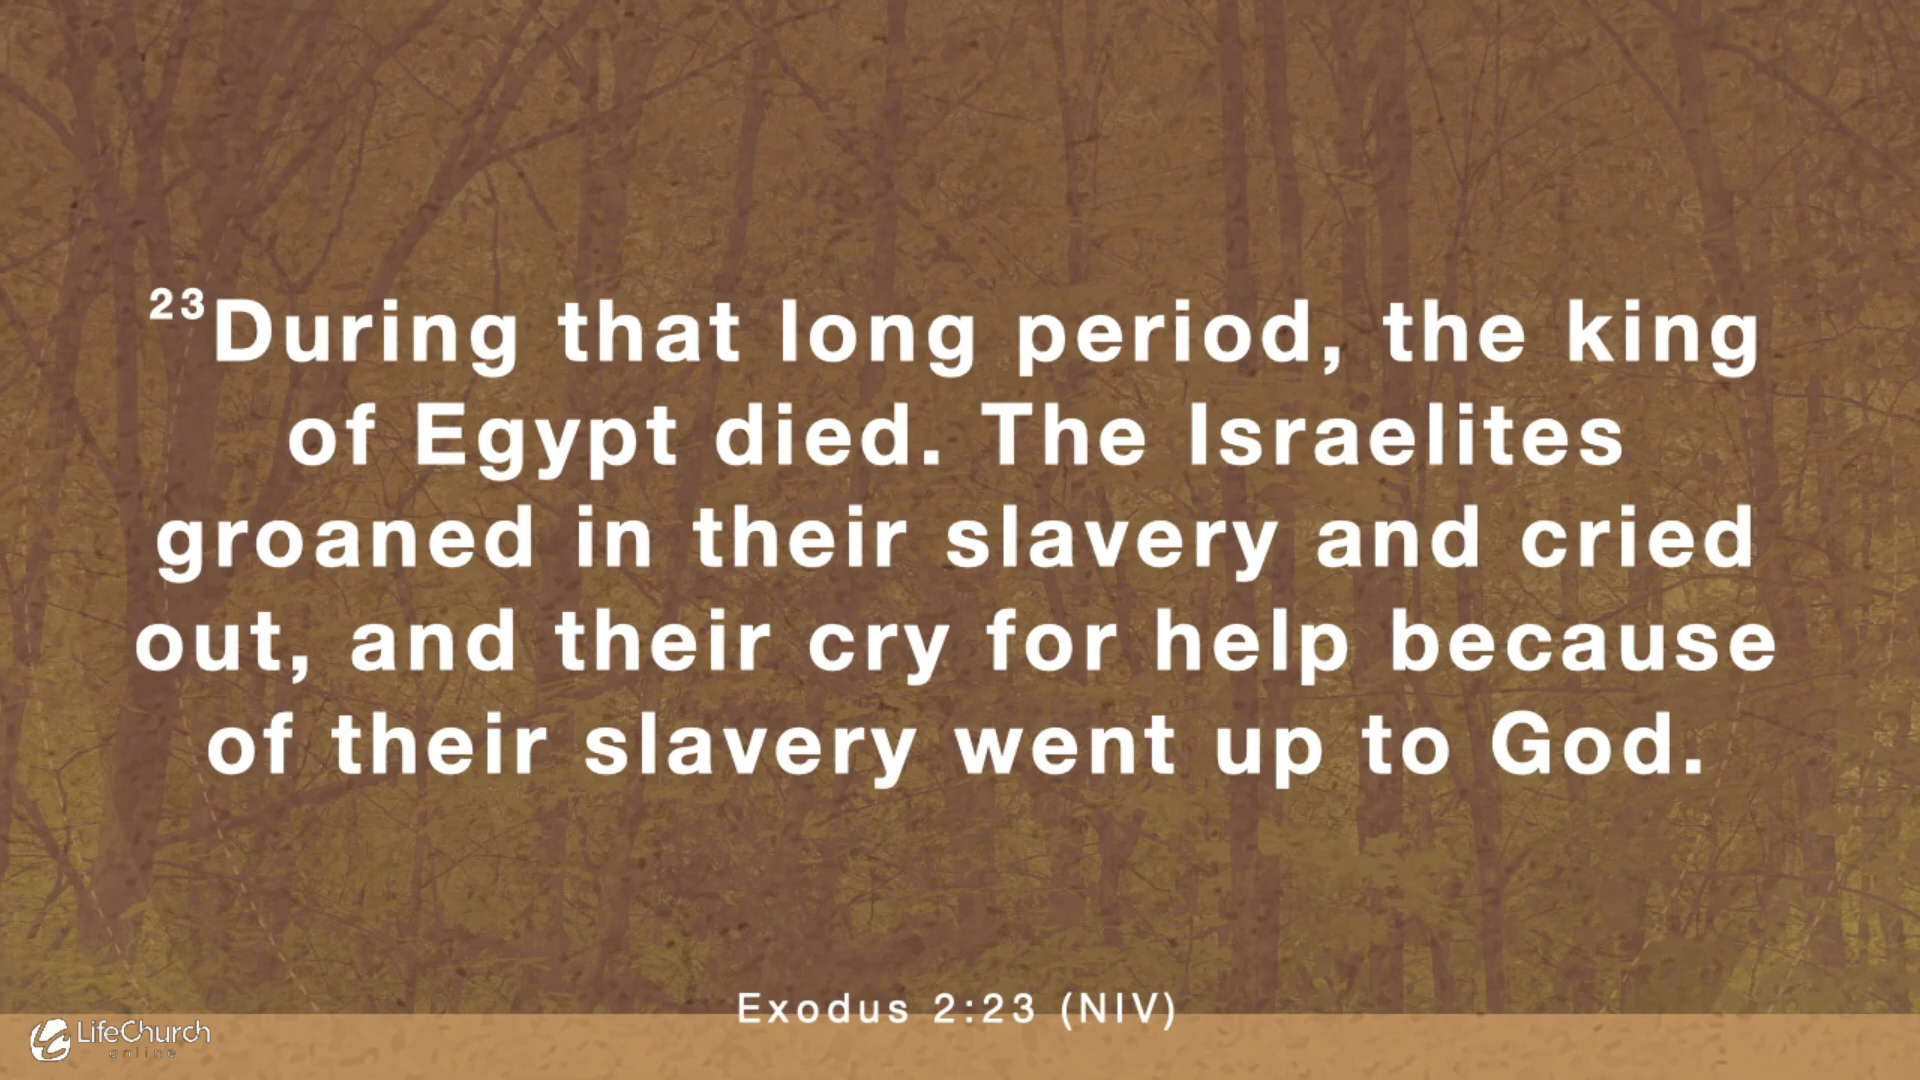 23During that long period, the king
of Egypt died. The Israelites
groaned in their slavery and cried
out, and their cry for help because
of their slavery went up to God.
Exodus 2:23 (NIV)
LifeChurch
online